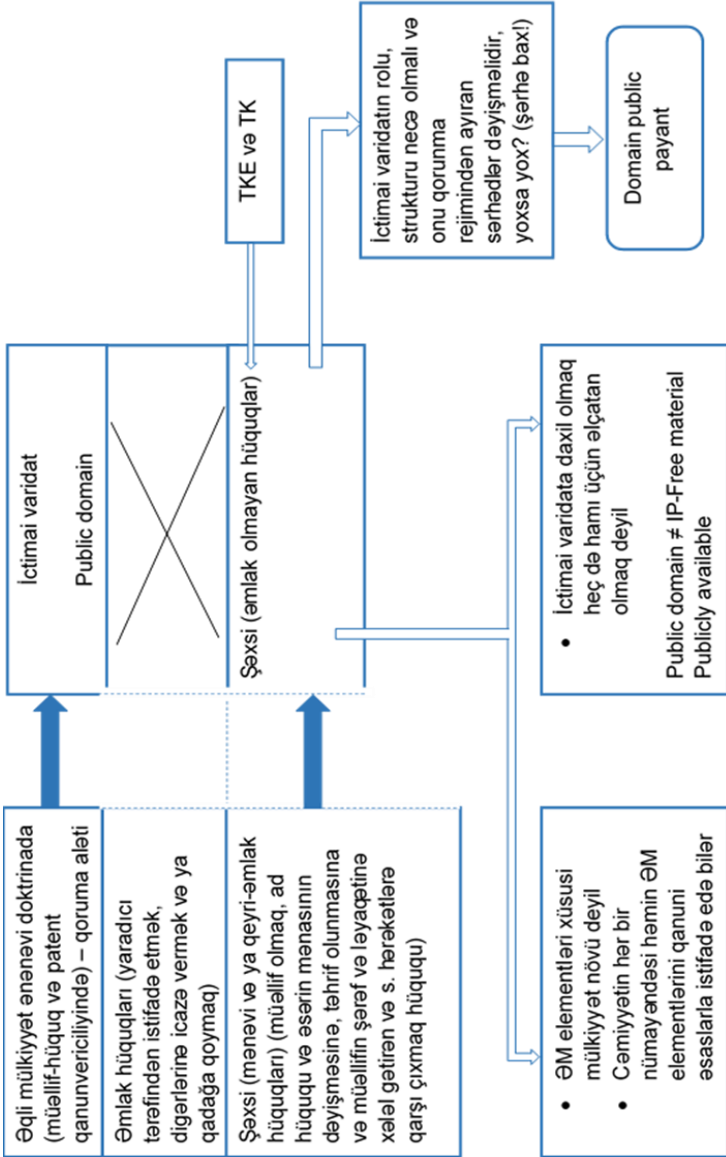 Əqli mülkiyyət ənənəvi doktrinada
(müəllif-hüquq və patent
qanunvericiliyində) – qoruma aləti
Əmlak hüquqları (yaradıcı
tərəfindən istifadə etmək,
digərlərinə icazə vermək və ya
qadağa qoymaq)
Şəxsi (mənəvi və ya qeyri-əmlak
hüquqları) (müəllif olmaq, ad
hüququ və əsərin mənasının
dəyişməsinə, təhrif olunmasına
və müəllifin şərəf və ləyaqətinə
xələl gətirən və s. hərəkətlərə
qarşı çıxmaq hüququ)
İctimai varidat
Public domain
Şəxsi (əmlak olmayan hüquqlar)
TKE və TK
İctimai varidatın rolu,
strukturu necə olmalı və
onu qorunma
rejimindən ayıran
sərhədlər dəyişməlidir,
yoxsa yox? (şərhə bax!)
Domain public
payant
• ƏM elementləri xüsusi
mülkiyyət növü deyil
• Cəmiyyətin hər bir
nümayəndəsi həmin ƏM
elementlərini qanuni
əsaslarla istifadə edə bilər
• İctimai varidata daxil olmaq
heç də hamı üçün əlçatan
olmaq deyil
Public domain ≠ IP-Free material
Publicly available